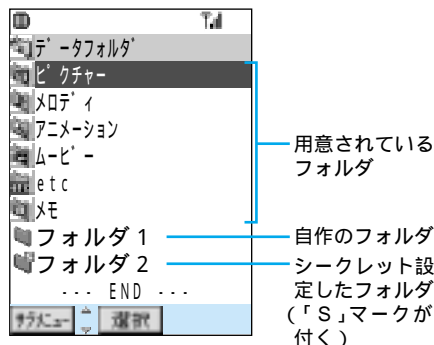 データフォルダ
ピクチャー
メロディ
アニメーション
ムービー
etc
メモ
フォルダ1
フォルダ2
--- END ---
サブメニュー 選択
用意されている
フォルダ
自作のフォルダ
シークレット設
定したフォルダ
(「S」マークが
付く)